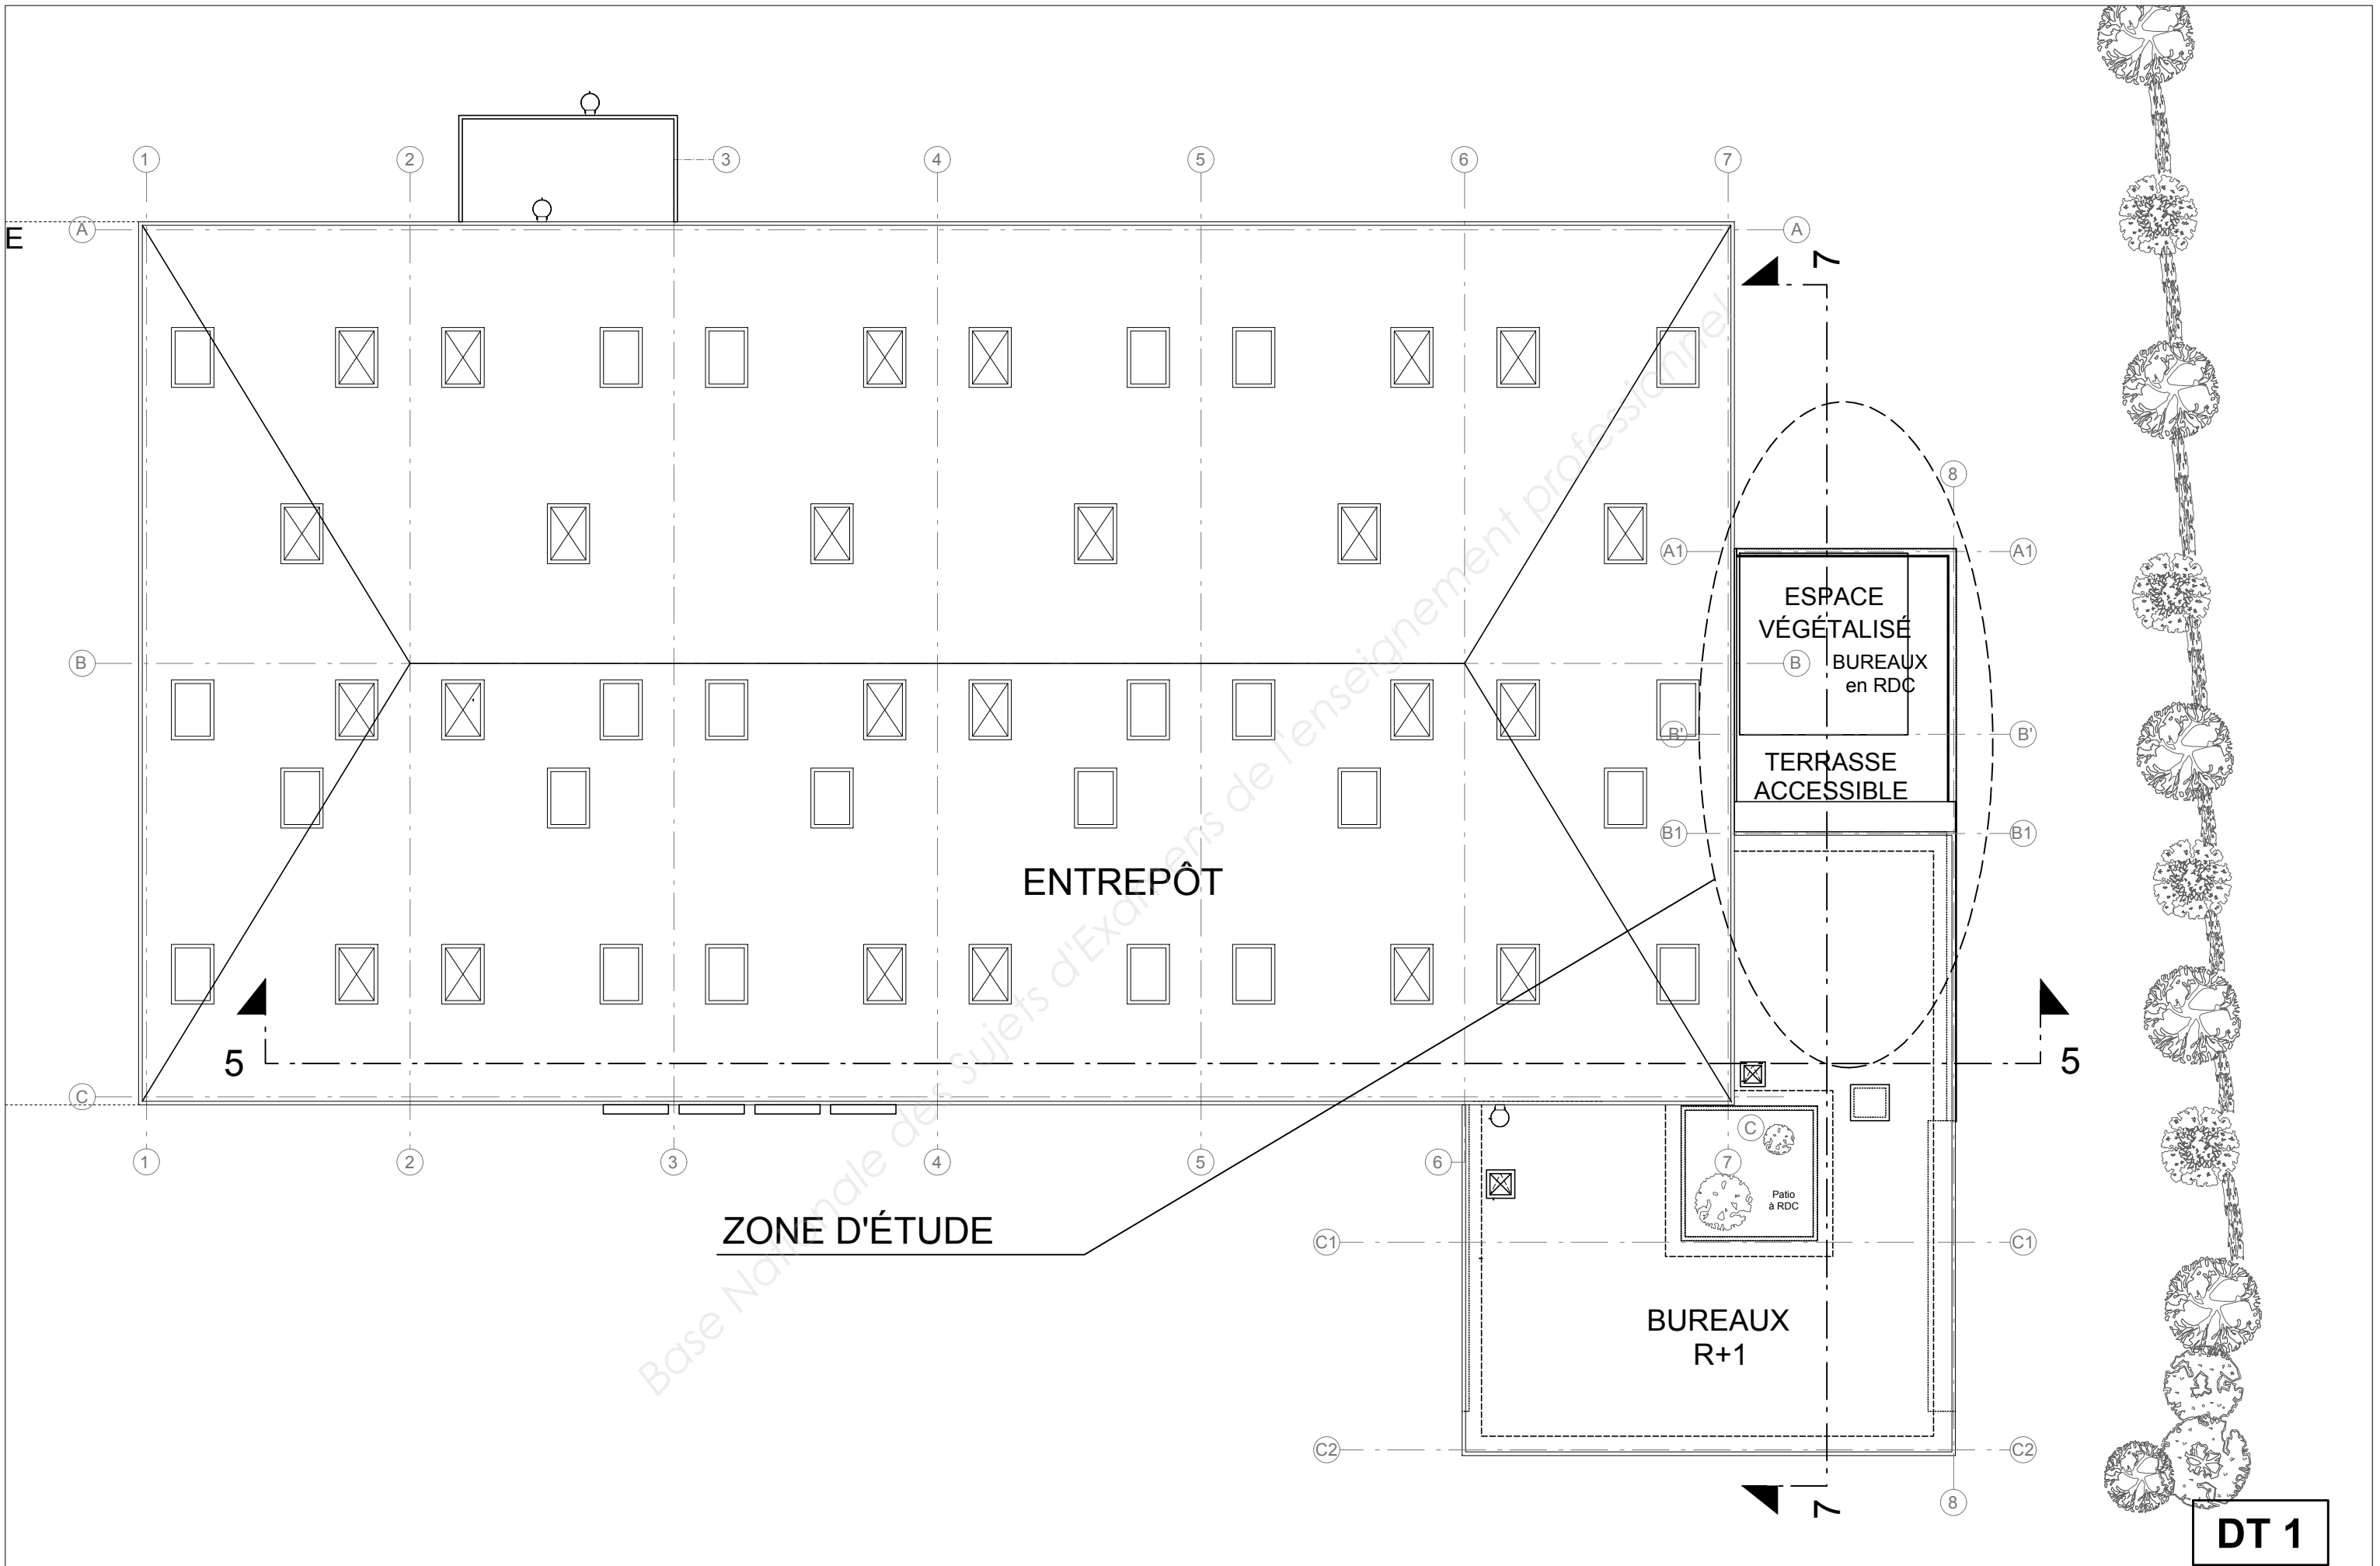 1
2
3
4
5
6
7
E
A
A
7
8
A1
A1
ESPACE
VÉGÉTALISÉ
B
B
BUREAUX
en RDC
B'
B'
TERRASSE
ACCESSIBLE
B1
B1
ENTREPÔT
5
5
C
C
1
2
3
4
5
6
7
Patio
à RDC
ZONE D'ÉTUDE
C1
C1
BUREAUX
R+1
C2
C2
7
8
DT 1
Base Nationale des Sujets d'Examens de l'enseignement professionnel